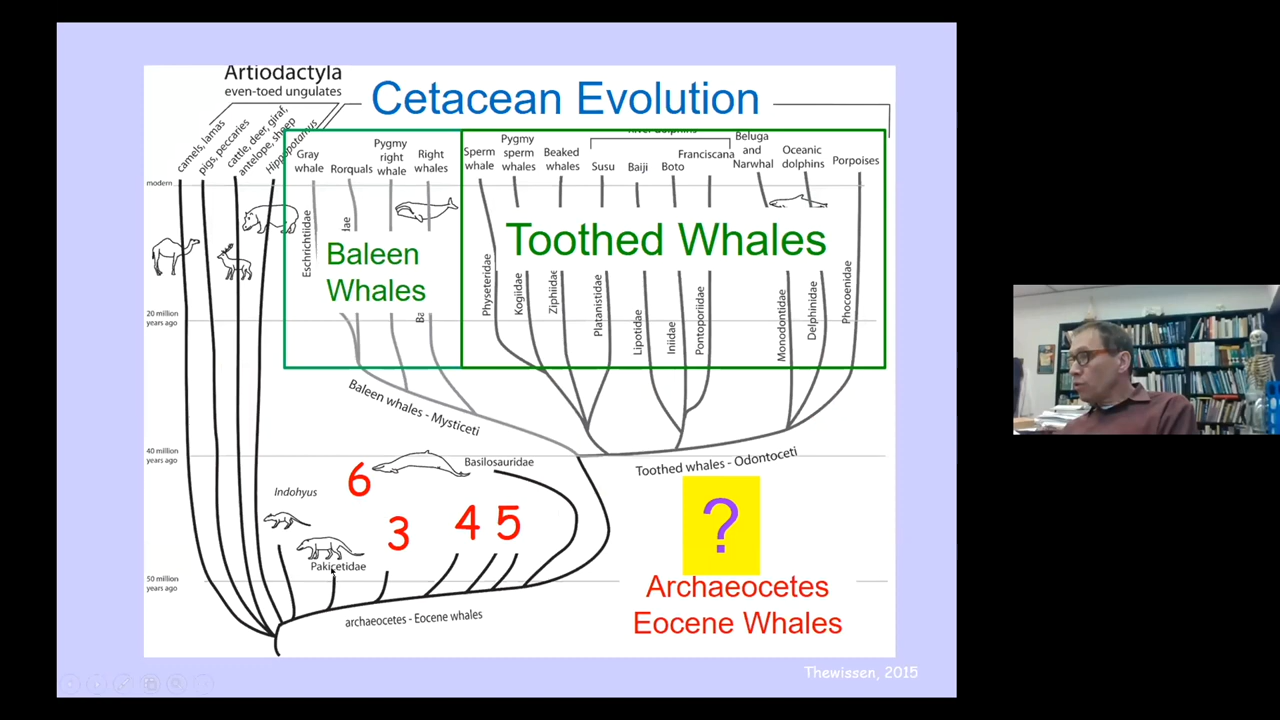 Artiodactyla
even-toed ungulates
Cetacean Evolution
camels, lamas
pigs, peccaries
cattle, deer, giraf,
antelope, sheep
Hippopotamus
Gray
whale
Rorquals
Pygmy
right
whale
Right
whales
Sperm
whale
Pygmy
sperm
whales
Beaked
whales
Susu
Baiji
Boto
Franciscana
Beluga
and
Narwhal
Oceanic
dolphins
Porpoises
modern
Eschrichtiidae
dae
Baleen
Whales
Ba
Toothed Whales
Physeteridae
Kogiidae
Ziphiidae
Platanistidae
Lipotidae
Iniidae
Pontoporiidae
Monodontidae
Delphinidae
Phocoenidae
20 million
years ago
Baleen whales - Mysticeti
40 million
years ago
Basilosauridae
Toothed whales - Odontoceti
6
Indohyus
3
4 5
?
Pakicetidae
50 million
years ago
archaeocetes - Eocene whales
Archaeocetes
Eocene Whales
Thewissen, 2015